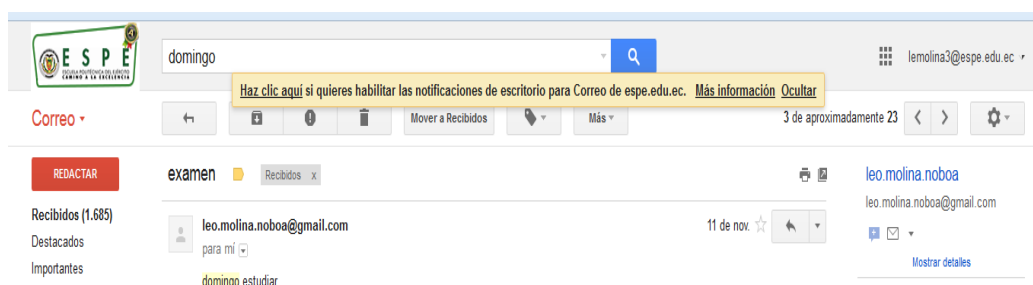 ESPE
ESCUELA POLITÉCNICA DEL EJÉRCITO
CAMINO A LA EXCELENCIA
domingo
lemolina3@espe.edu.ec
Haz clic aquí si quieres habilitar las notificaciones de escritorio para Correo de espe.edu.ec. Más información Ocultar
Correo
Mover a Recibidos
Más
3 de aproximadamente 23
REDACTAR
examen
Recibidos x
leo.molina.noboa
leo.molina.noboa@gmail.com
Recibidos (1.685)
leo.molina.noboa@gmail.com
11 de nov.
Destacados
para mí
Importantes
Mostrar detalles
domingo estudiar